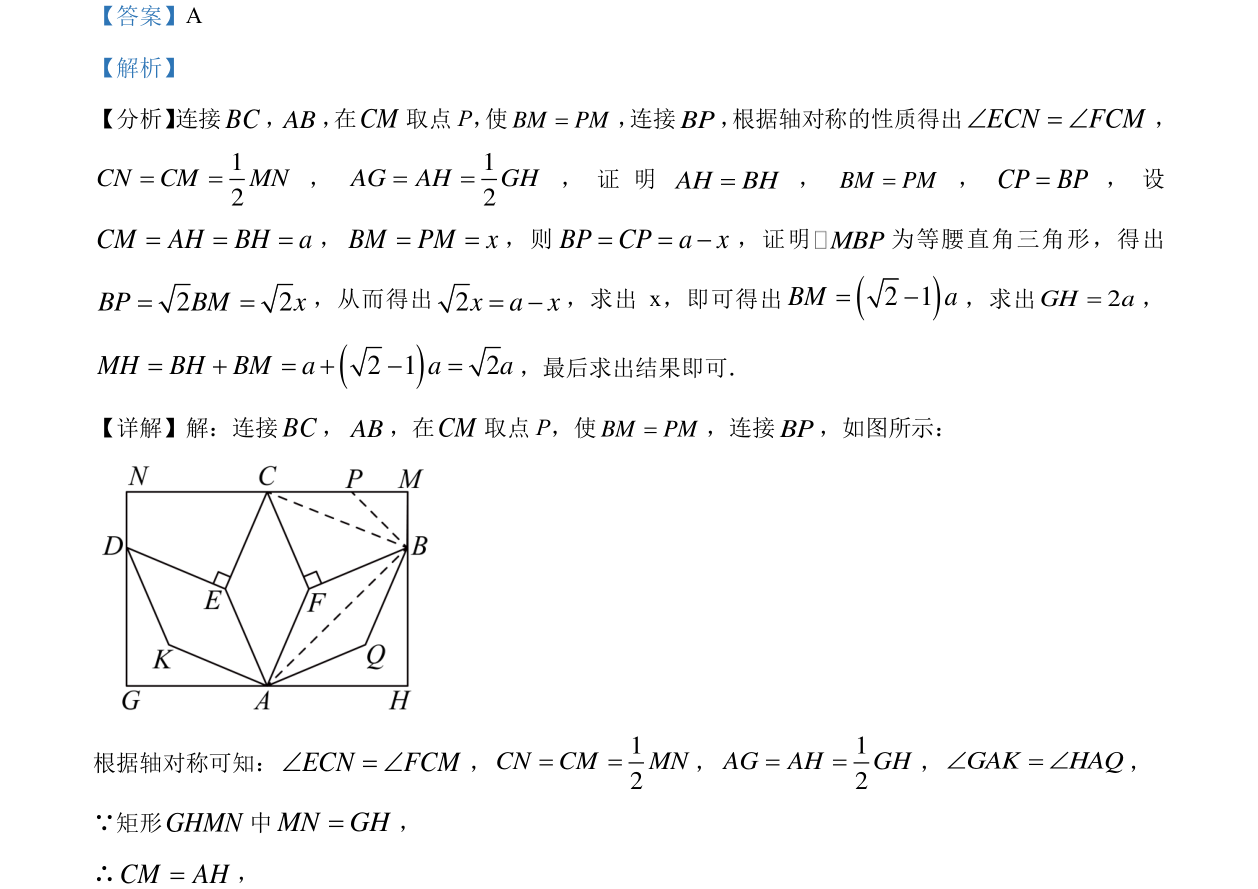 【答案】A
【解析】
【分析】连接BC，AB，在CM取点P，使BM = PM，连接BP，根据轴对称的性质得出∠ECN = ∠FCM，
CN = CM = 1/2 MN ， AG = AH = 1/2 GH ， 证 明 AH = BH ， BM = PM ， CP = BP ， 设
CM = AH = BH = a，BM = PM = x，则BP = CP = a − x，证明□MBP为等腰直角三角形，得出
BP = √2BM = √2x，从而得出√2x = a − x，求出 x，即可得出BM = (√2 − 1)a，求出GH = 2a，
MH = BH + BM = a + (√2 − 1)a = √2a，最后求出结果即可．
【详解】解：连接BC，AB，在CM取点P，使BM = PM，连接BP，如图所示：
N C P M
D B
E F
K Q
G A H
根据轴对称可知：∠ECN = ∠FCM，CN = CM = 1/2 MN，AG = AH = 1/2 GH，∠GAK = ∠HAQ，
∵矩形GHMN中MN = GH，
∴CM = AH，